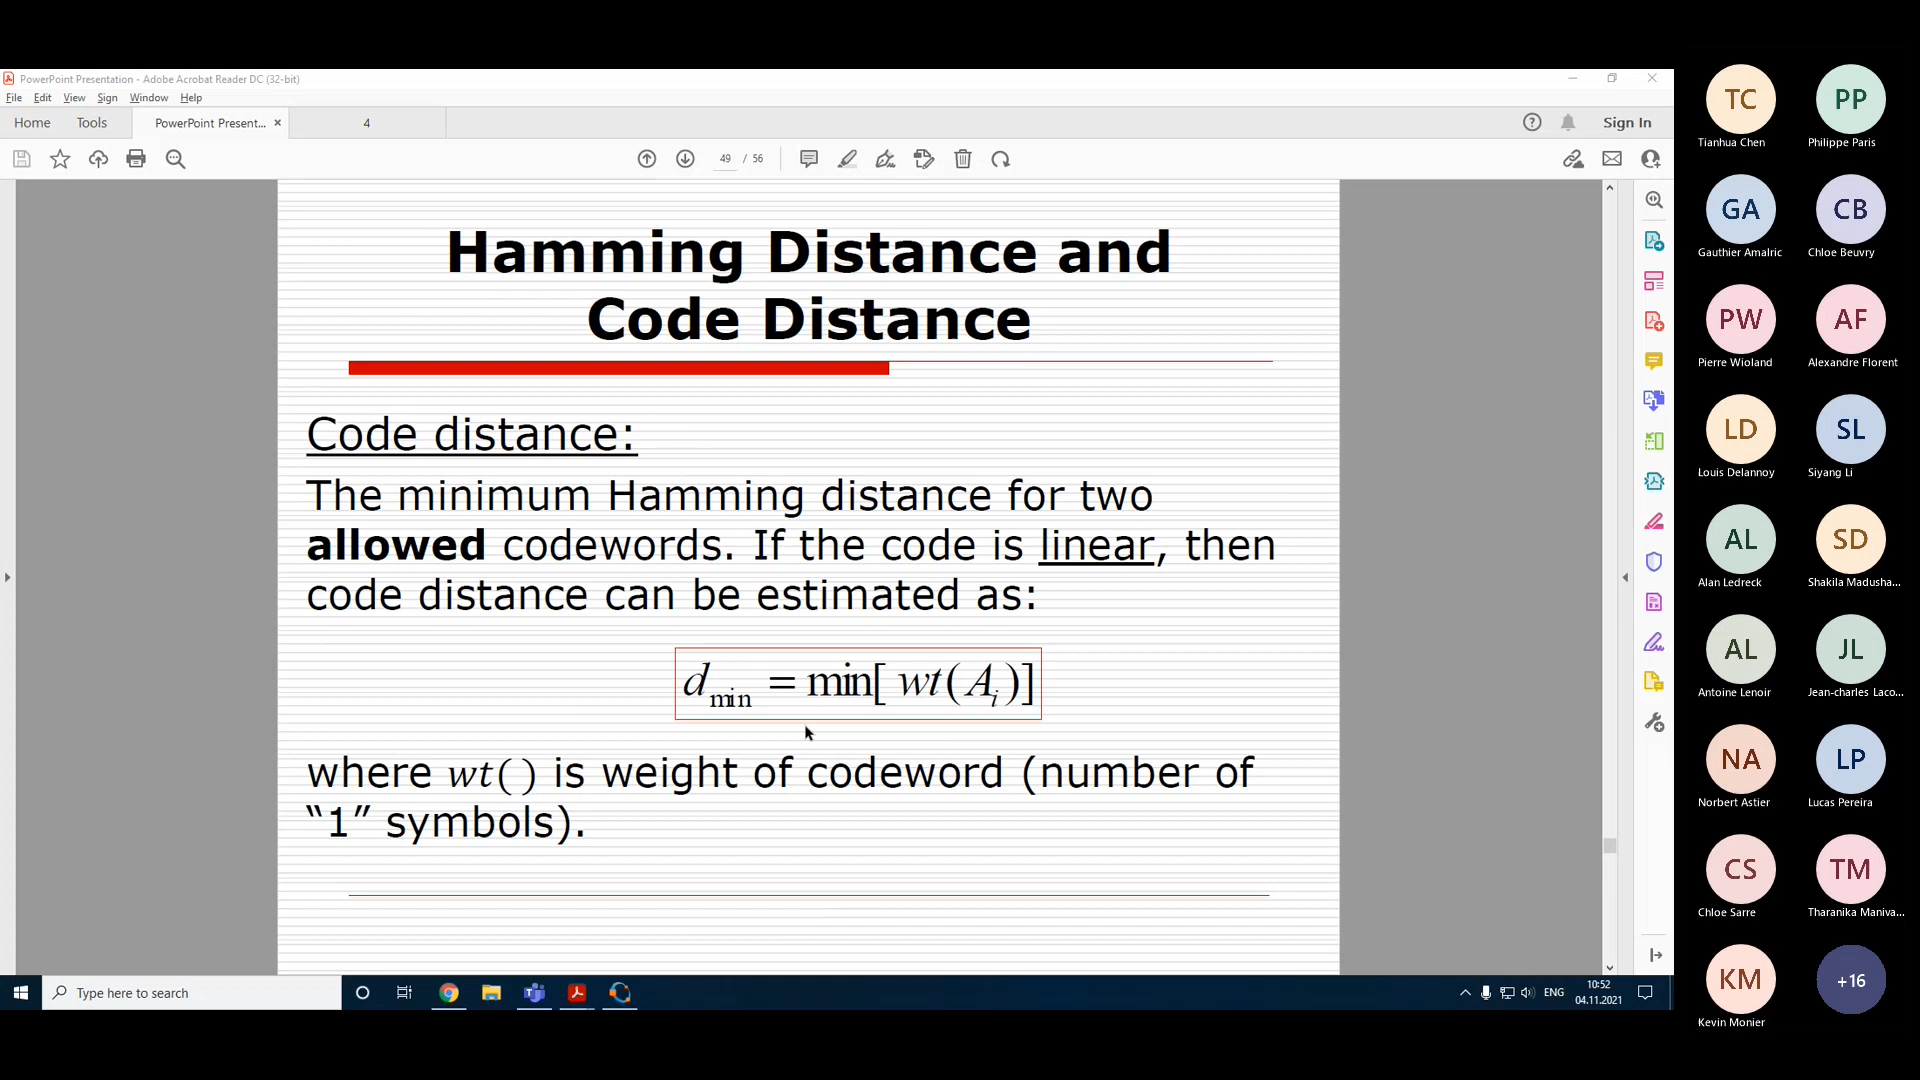 PowerPoint Presentation - Adobe Acrobat Reader DC (32-bit)
File Edit View Sign Window Help
Home Tools PowerPoint Present... × 4 Sign In
49 / 56
Hamming Distance and
Code Distance
Code distance:
The minimum Hamming distance for two
allowed codewords. If the code is linear, then
code distance can be estimated as:
d_min = min[ wt(A_i)]
where wt() is weight of codeword (number of
“1” symbols).
Type here to search
ENG
10:52
04.11.2021
TC PP
Tianhua Chen Philippe Paris
GA CB
Gauthier Amalric Chloe Beuvry
PW AF
Pierre Wioland Alexandre Florent
LD SL
Louis Delannoy Siyang Li
AL SD
Alan Ledreck Shakila Madusha...
AL JL
Antoine Lenoir Jean-charles Laco...
NA LP
Norbert Astier Lucas Pereira
CS TM
Chloe Sarre Tharanika Maniva...
KM +16
Kevin Monier